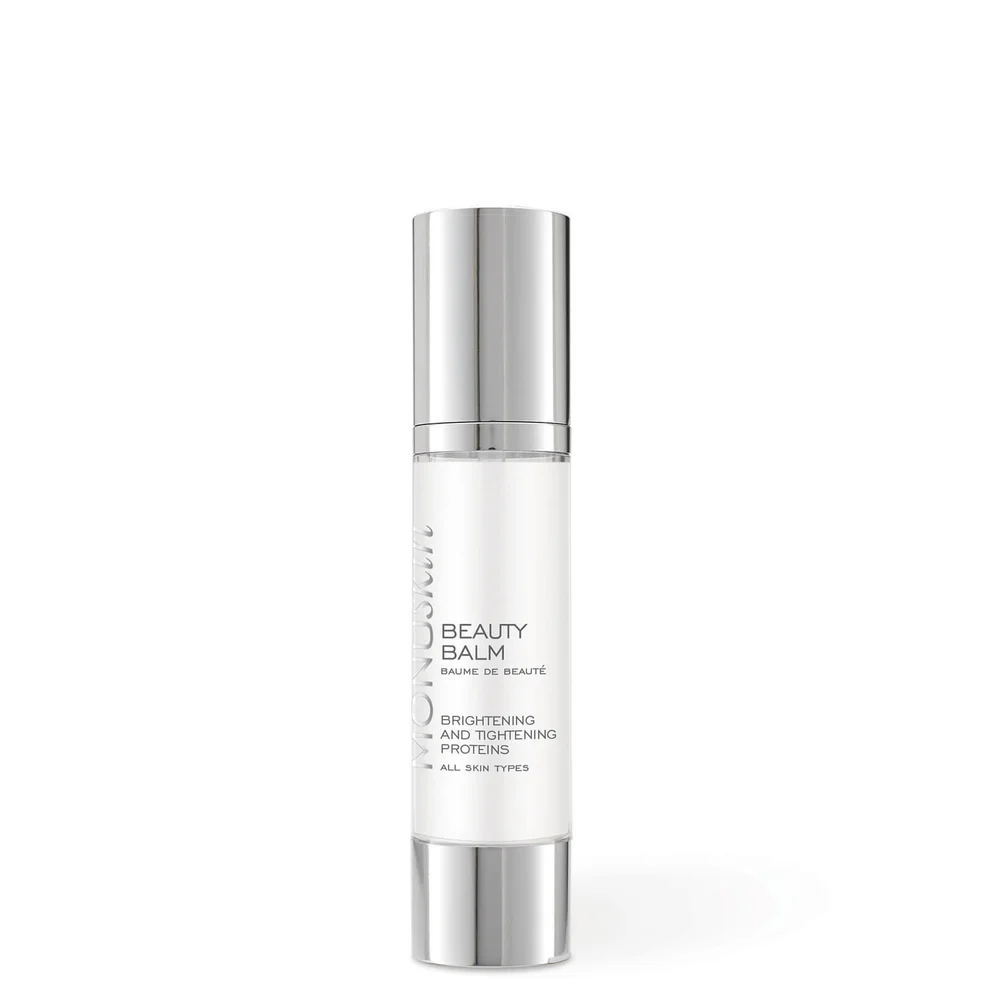 MONUskin
BEAUTY
BALM
BAUME DE BEAUTÉ
BRIGHTENING
AND TIGHTENING
PROTEINS
ALL SKIN TYPES